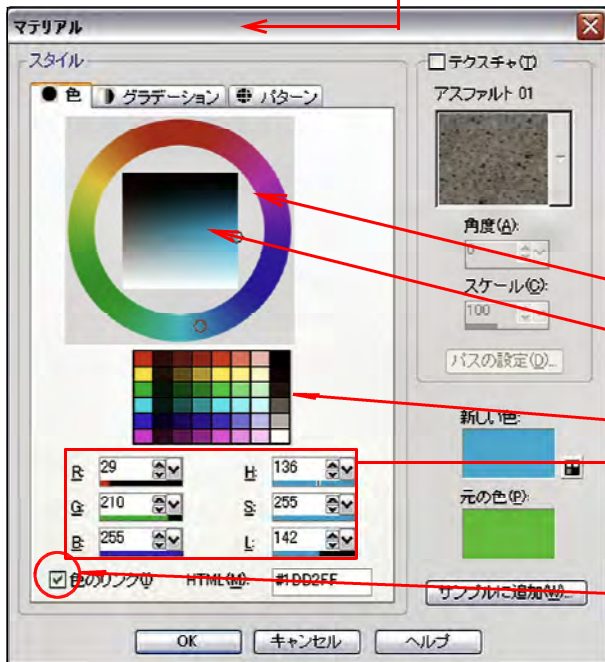 マテリアル
スタイル
色 グラデーション パターン
R: 29 H: 136
G: 210 S: 255
B: 255 L: 142
色のリンク(I) HTML(M): #1DD2FF
テクスチャ(T)
アスファルト 01
角度(A):
0
スケール(C):
100
パスの設定(D)...
新しい色:
元の色(P):
サンプルに追加(W)...
OK キャンセル ヘルプ